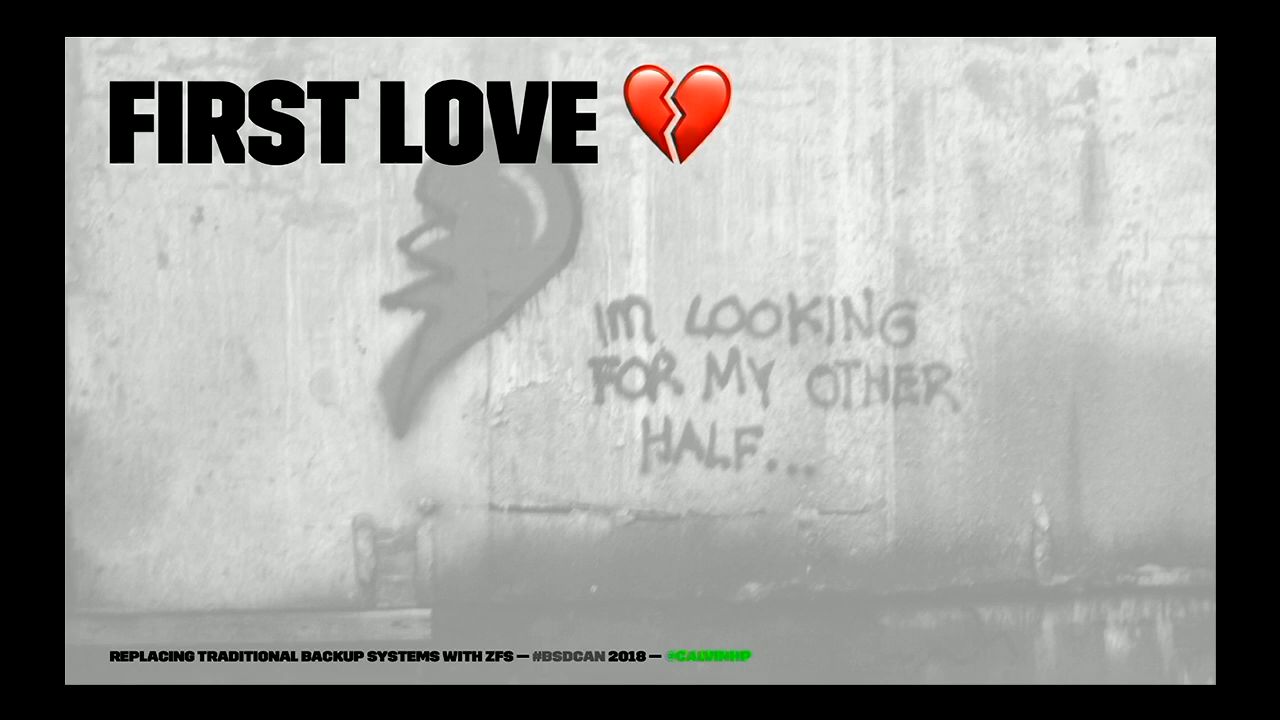 FIRST LOVE 💔
IM LOOKING
FOR MY OTHER
HALF...
REPLACING TRADITIONAL BACKUP SYSTEMS WITH ZFS — #BSDCAN 2018 — @CALVINHP